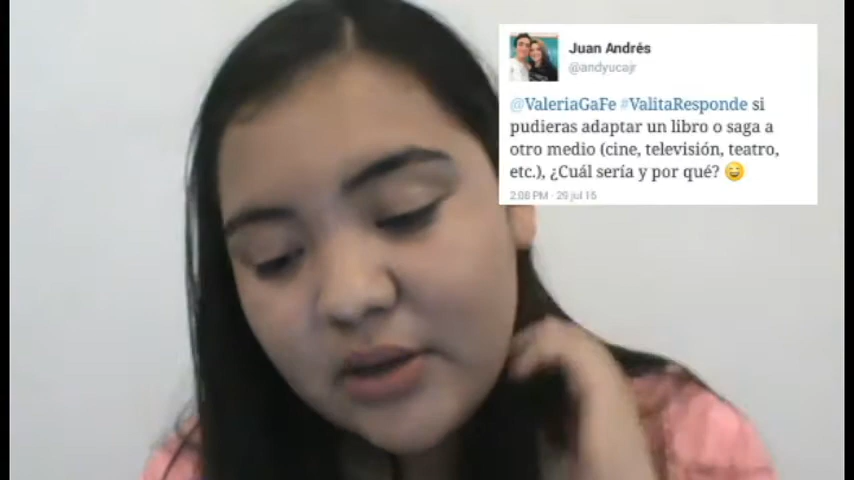 Juan Andrés
@andyucajr
@ValeriaGaFe #ValitaResponde si
pudieras adaptar un libro o saga a
otro medio (cine, televisión, teatro,
etc.), ¿Cuál sería y por qué? 😄
2:08 PM · 29 jul 15